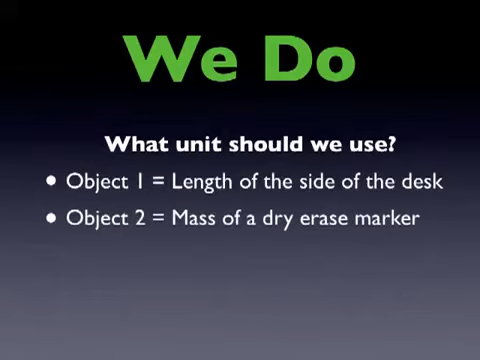 We Do
What unit should we use?
• Object 1 = Length of the side of the desk
• Object 2 = Mass of a dry erase marker